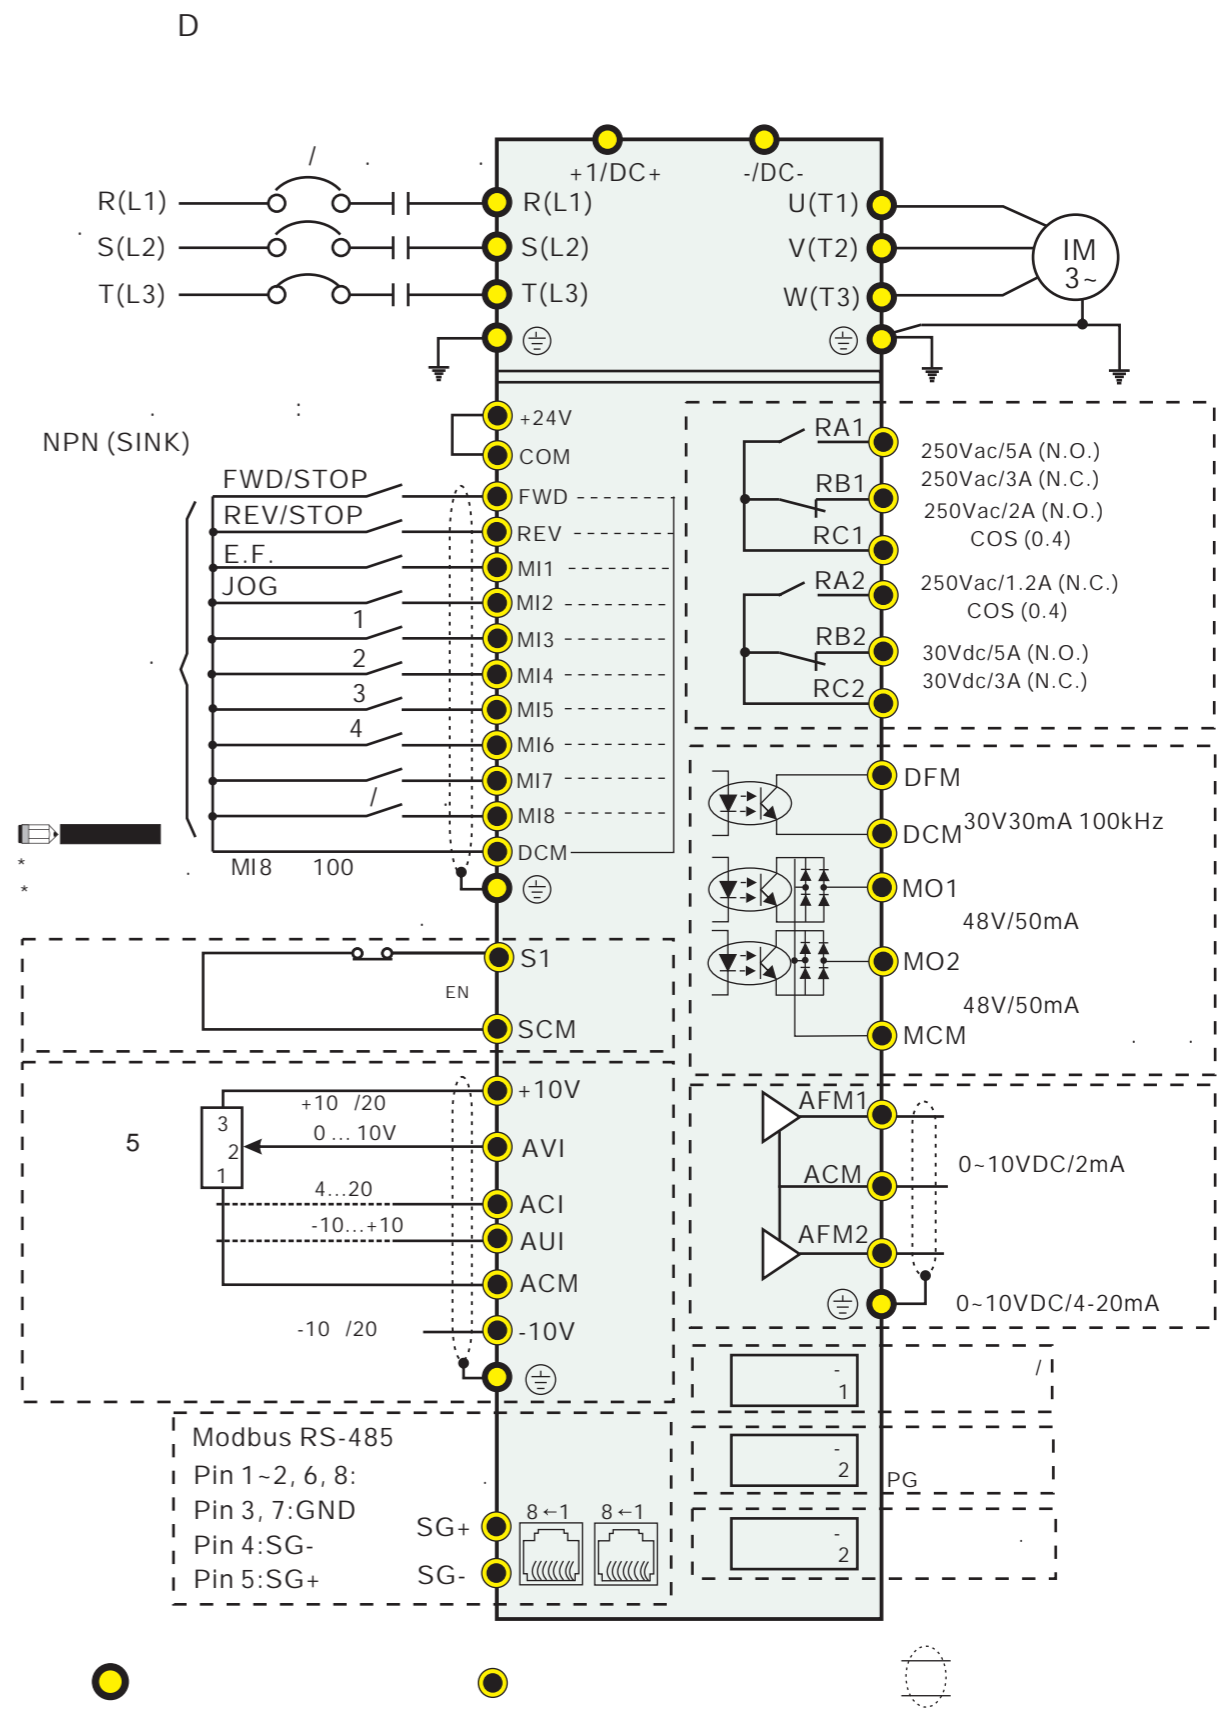 D
/
+1/DC+
-/DC-
R(L1)
R(L1)
U(T1)
S(L2)
S(L2)
V(T2)
IM
3~
T(L3)
T(L3)
W(T3)
:
NPN (SINK)
+24V
COM
FWD/STOP
FWD
REV/STOP
REV
E.F.
MI1
JOG
MI2
1
MI3
2
MI4
3
MI5
4
MI6
MI7
/
MI8
DCM
*
MI8 100
*
RA1
250Vac/5A (N.O.)
250Vac/3A (N.C.)
RB1
250Vac/2A (N.O.)
COS (0.4)
RC1
RA2
250Vac/1.2A (N.C.)
COS (0.4)
RB2
30Vdc/5A (N.O.)
30Vdc/3A (N.C.)
RC2
DFM
DCM
30V30mA 100kHz
MO1
48V/50mA
MO2
48V/50mA
MCM
S1
EN
SCM
+10V
+10 /20
3
0 ... 10V
5
2
AVI
1
4...20
ACI
-10...+10
AUI
ACM
-10 /20
-10V
AFM1
0~10VDC/2mA
ACM
AFM2
0~10VDC/4-20mA
-
1
/
-
2
PG
-
2
Modbus RS-485
Pin 1~2, 6, 8:
Pin 3, 7:GND
Pin 4:SG-
Pin 5:SG+
SG+
SG-
8←1
8←1